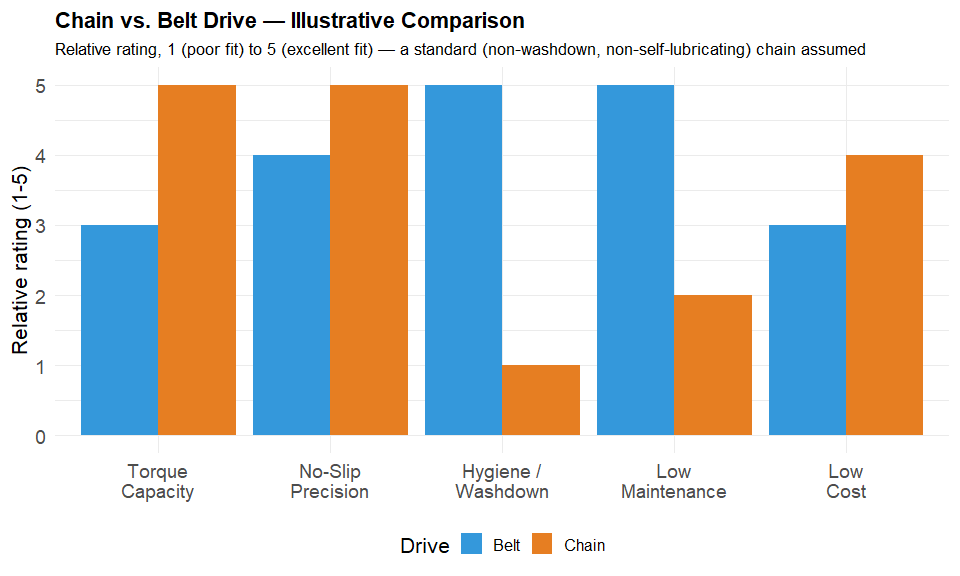 Chain vs. Belt Drive — Illustrative Comparison
Relative rating, 1 (poor fit) to 5 (excellent fit) — a standard (non-washdown, non-self-lubricating) chain assumed
Relative rating (1-5)
5
4
3
2
1
0
Torque
Capacity
No-Slip
Precision
Hygiene /
Washdown
Low
Maintenance
Low
Cost
Drive
Belt
Chain